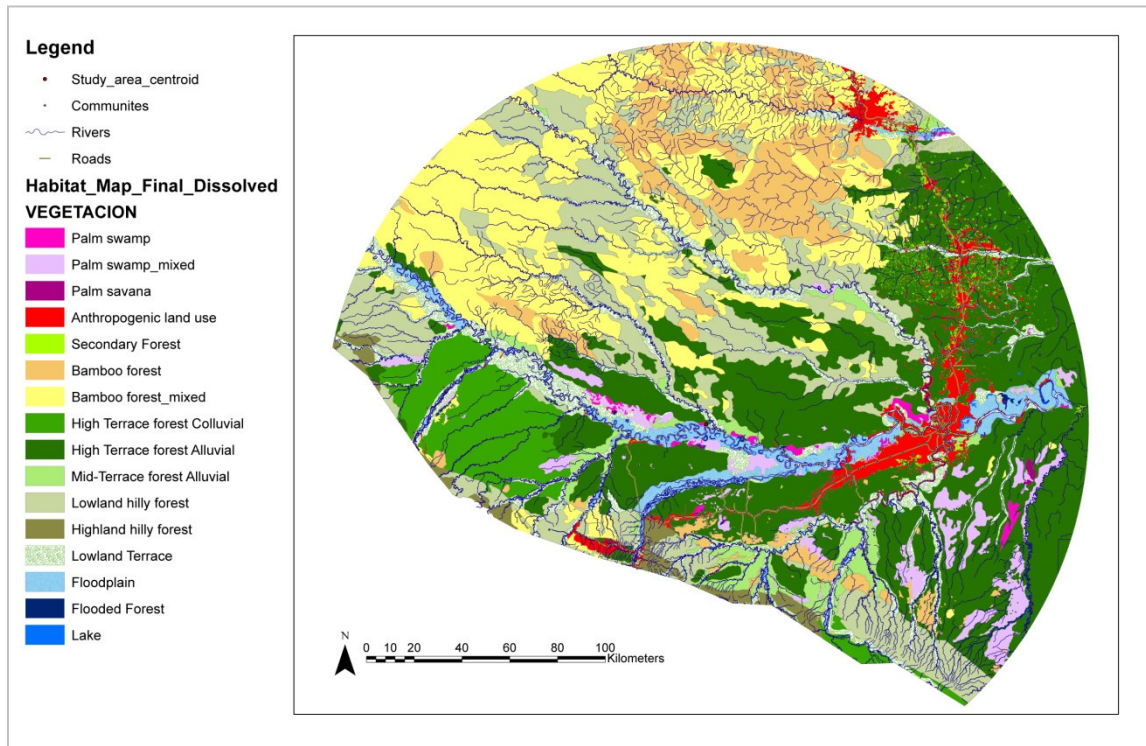 Legend
Study_area_centroid
Communites
Rivers
Roads
Habitat_Map_Final_Dissolved
VEGETACION
Palm swamp
Palm swamp_mixed
Palm savana
Anthropogenic land use
Secondary Forest
Bamboo forest
Bamboo forest_mixed
High Terrace forest Colluvial
High Terrace forest Alluvial
Mid-Terrace forest Alluvial
Lowland hilly forest
Highland hilly forest
Lowland Terrace
Floodplain
Flooded Forest
Lake
N
0 10 20 40 60 80 100
Kilometers